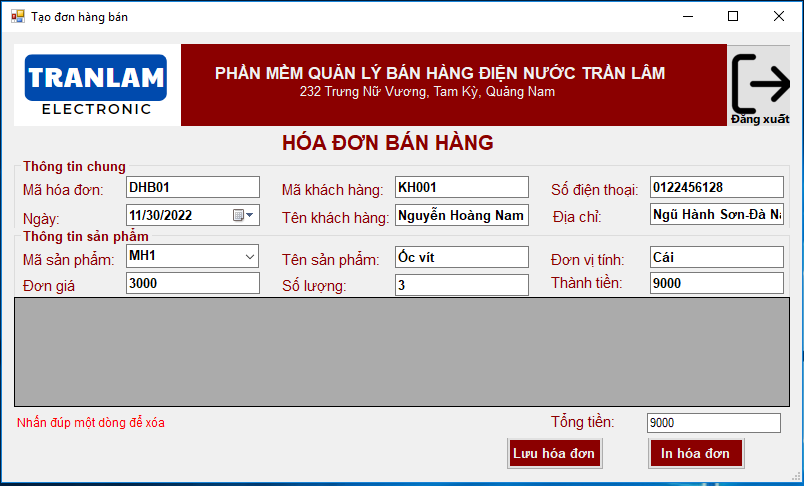 Tạo đơn hàng bán
TRANLAM
ELECTRONIC
PHẦN MỀM QUẢN LÝ BÁN HÀNG ĐIỆN NƯỚC TRẦN LÂM
232 Trưng Nữ Vương, Tam Kỳ, Quảng Nam
Đăng xuất
HÓA ĐƠN BÁN HÀNG
Thông tin chung
Mã hóa đơn: DHB01 Mã khách hàng: KH001 Số điện thoại: 0122456128
Ngày: 11/30/2022 Tên khách hàng: Nguyễn Hoàng Nam Địa chỉ: Ngũ Hành Sơn-Đà Nẵ
Thông tin sản phẩm
Mã sản phẩm: MH1 Tên sản phẩm: Ốc vít Đơn vị tính: Cái
Đơn giá 3000 Số lượng: 3 Thành tiền: 9000
Nhấn đúp một dòng để xóa Tổng tiền: 9000
Lưu hóa đơn In hóa đơn